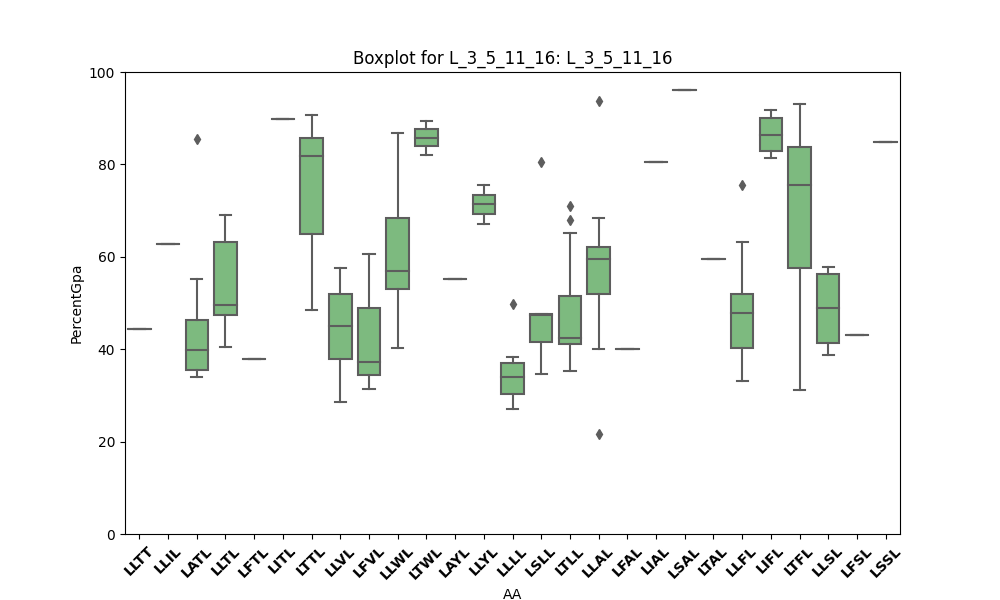 Boxplot for L_3_5_11_16: L_3_5_11_16
PercentGpa
100
80
60
40
20
0
LLTT LLIL LATL LLTL LFTL LITL LTTL LLVL LFVL LLWL LTWL LAYL LLYL LLLL LSLL LTLL LLAL LFAL LIAL LSAL LTAL LLFL LIFL LTFL LLSL LFSL LSSL
AA